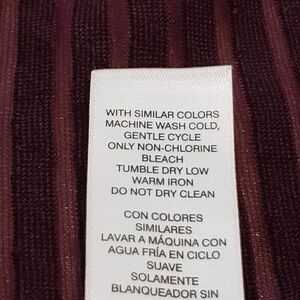 WITH SIMILAR COLORS
MACHINE WASH COLD,
GENTLE CYCLE
ONLY NON-CHLORINE
BLEACH
TUMBLE DRY LOW
WARM IRON
DO NOT DRY CLEAN
CON COLORES
SIMILARES
LAVAR A MÁQUINA CON
AGUA FRÍA EN CICLO
SUAVE
SOLAMENTE
BLANQUEADOR SIN